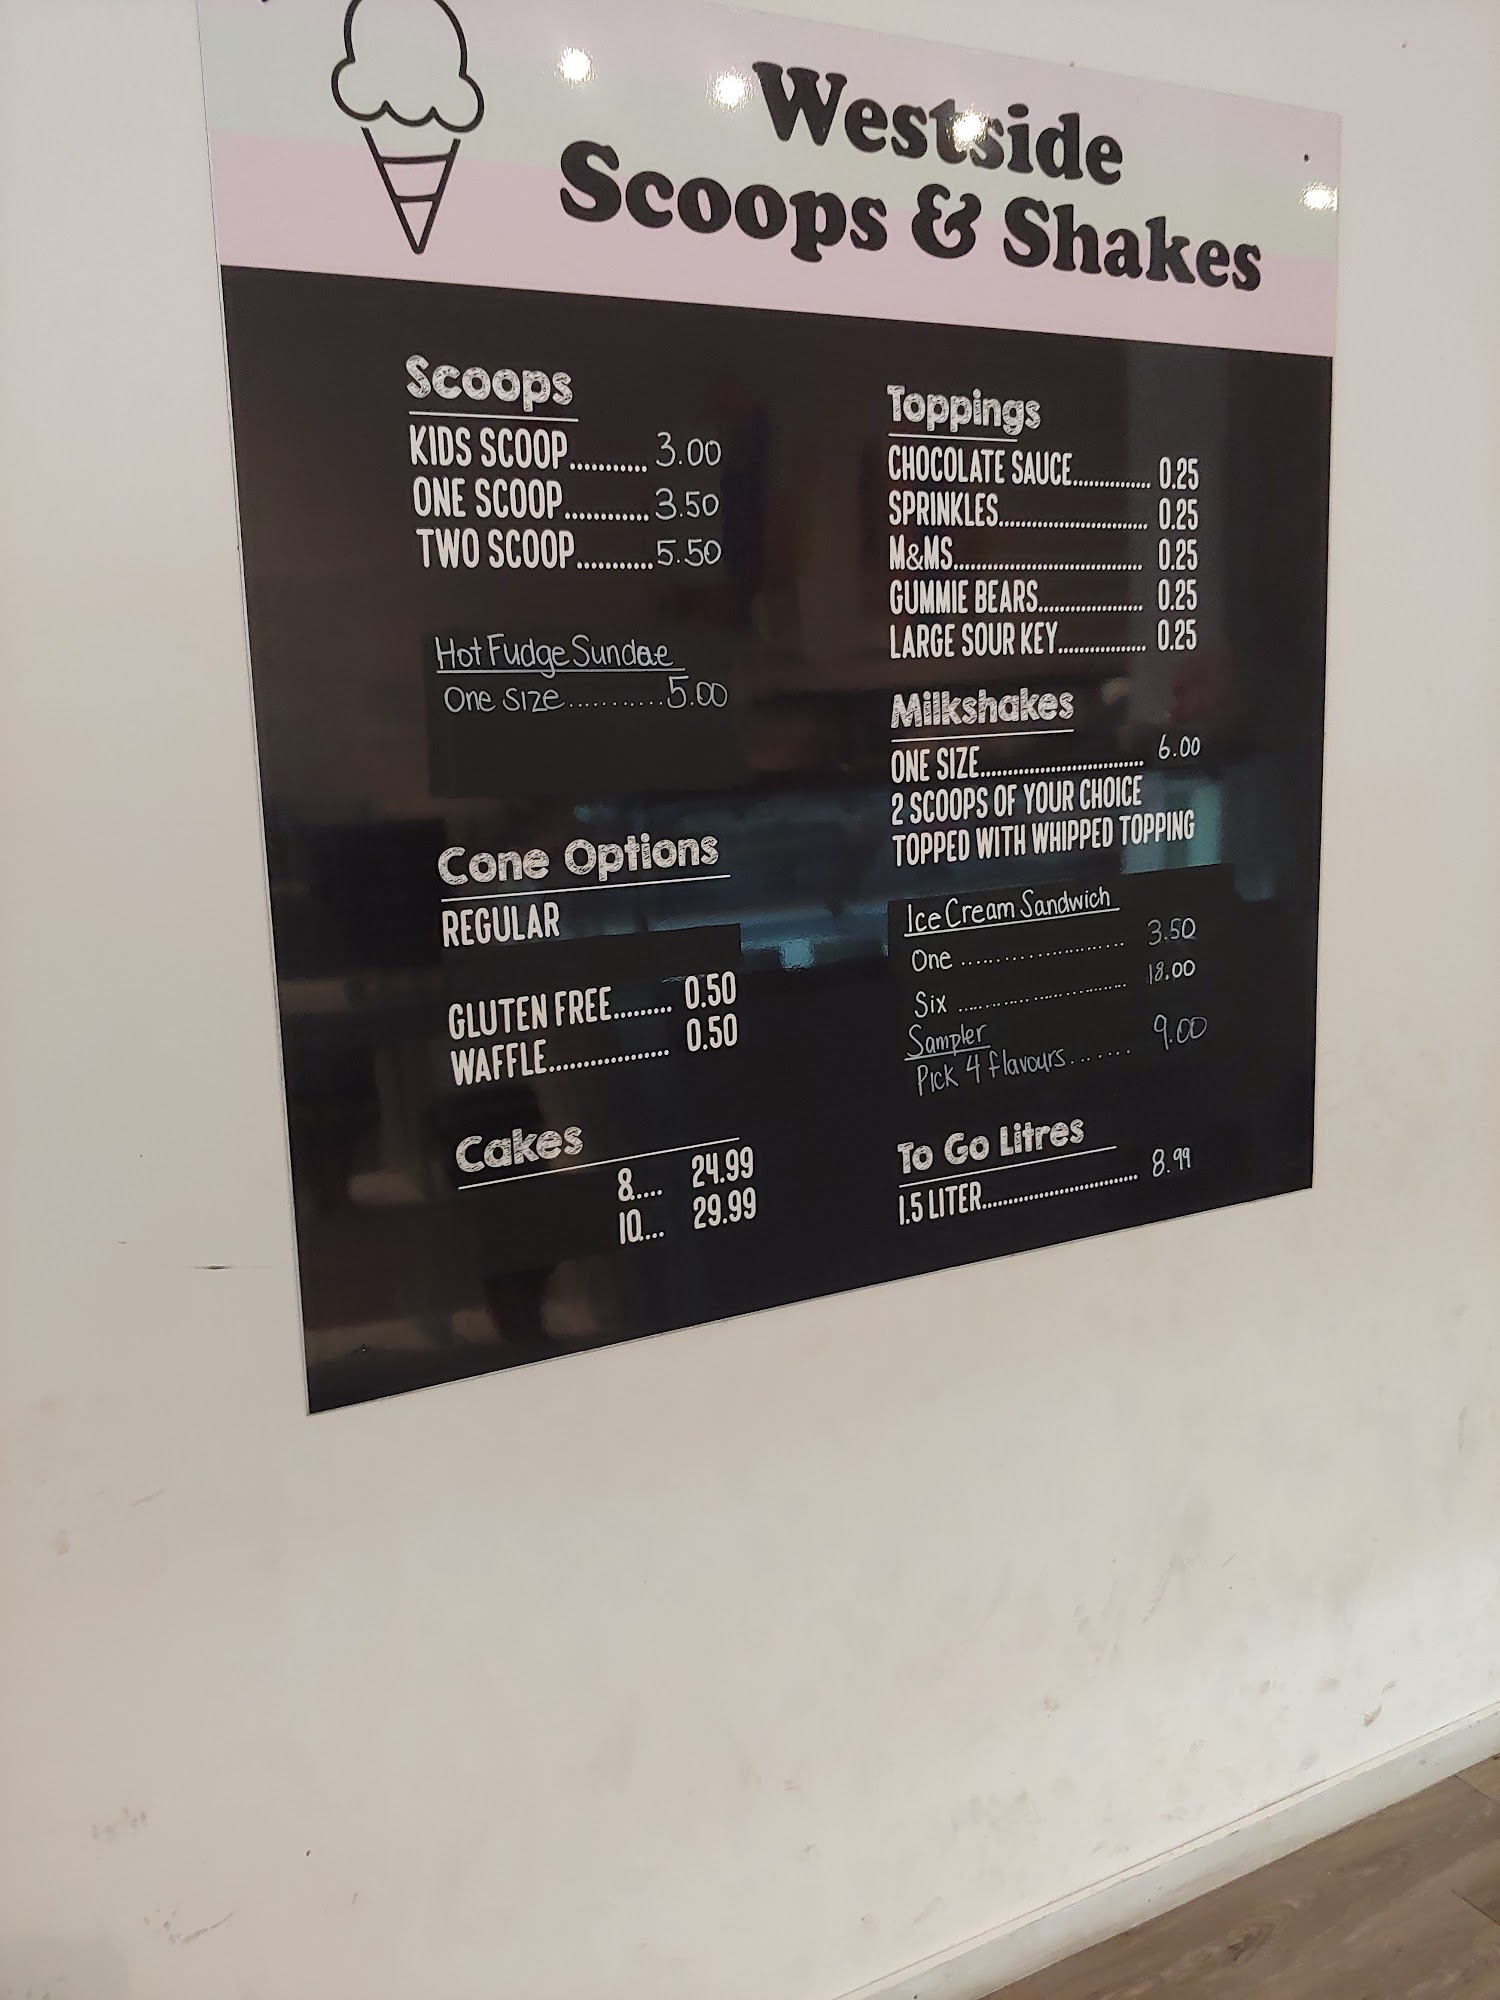 Westside
Scoops & Shakes
Scoops
KIDS SCOOP........... 3.00
ONE SCOOP............ 3.50
TWO SCOOP........... 5.50
Hot Fudge Sundae
One size........... 5.00
Cone Options
REGULAR
GLUTEN FREE......... 0.50
WAFFLE.................. 0.50
Cakes
8.... 24.99
10... 29.99
Toppings
CHOCOLATE SAUCE.............. 0.25
SPRINKLES........................... 0.25
M&MS.................................. 0.25
GUMMIE BEARS................... 0.25
LARGE SOUR KEY................ 0.25
Milkshakes
ONE SIZE.............................. 6.00
2 SCOOPS OF YOUR CHOICE
TOPPED WITH WHIPPED TOPPING
Ice Cream Sandwich
One ........................ 3.50
Six ......................... 18.00
Sampler
Pick 4 flavours....... 9.00
To Go Litres
1.5 LITER............................. 8.99